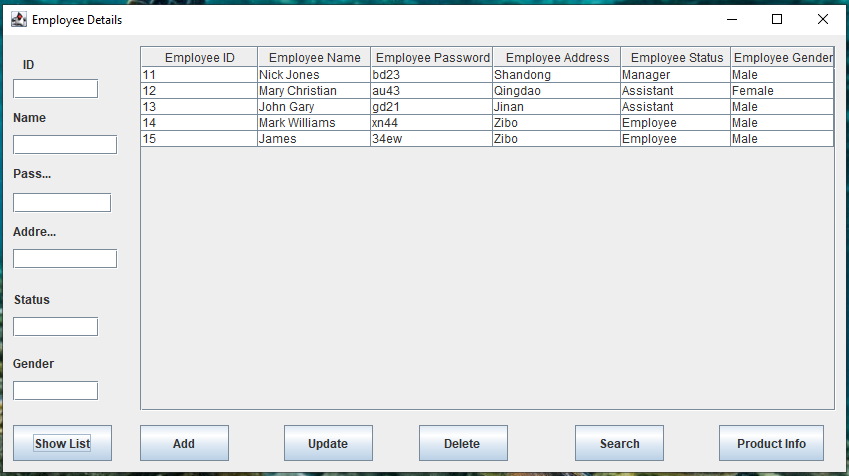 Employee Details
ID
Name
Pass...
Addre...
Status
Gender
Employee ID Employee Name Employee Password Employee Address Employee Status Employee Gender
11 Nick Jones bd23 Shandong Manager Male
12 Mary Christian au43 Qingdao Assistant Female
13 John Gary gd21 Jinan Assistant Male
14 Mark Williams xn44 Zibo Employee Male
15 James 34ew Zibo Employee Male
Show List Add Update Delete Search Product Info